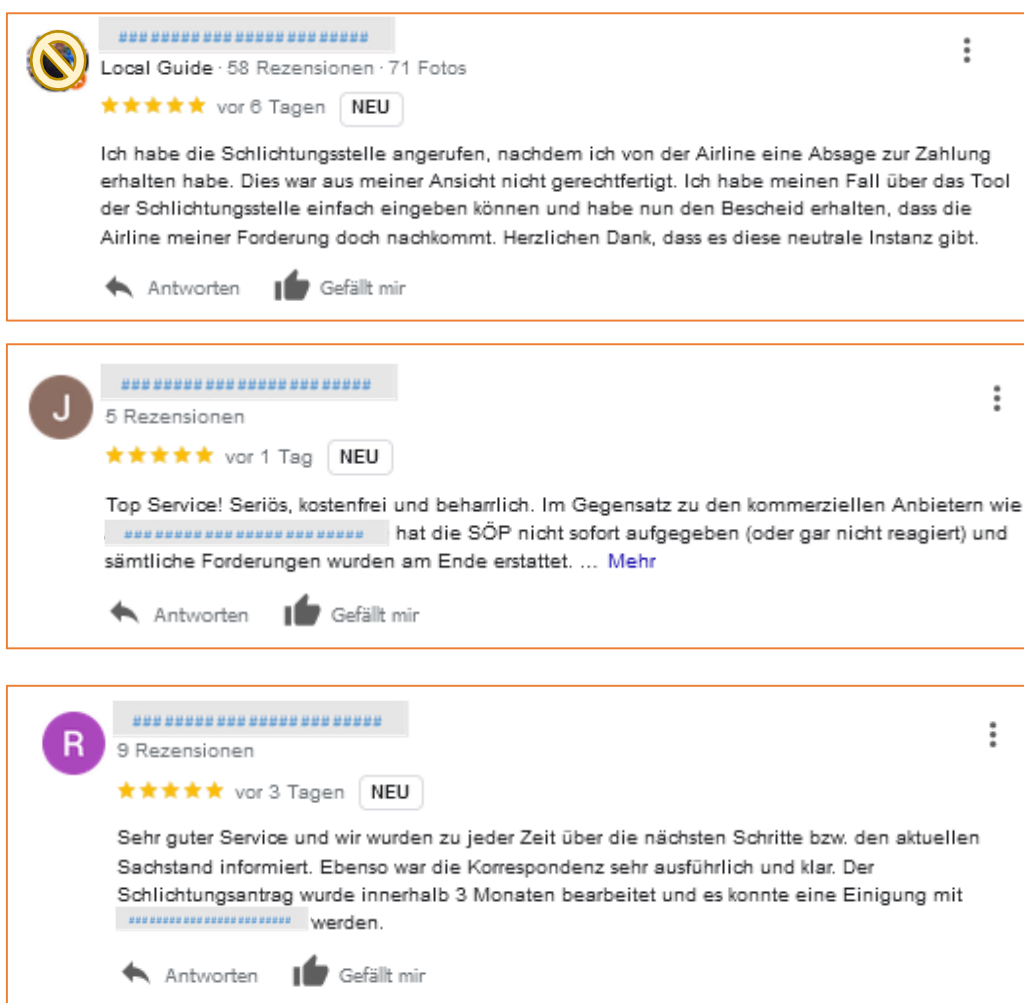 ########################
Local Guide · 58 Rezensionen · 71 Fotos
vor 6 Tagen NEU
Ich habe die Schlichtungsstelle angerufen, nachdem ich von der Airline eine Absage zur Zahlung
erhalten habe. Dies war aus meiner Ansicht nicht gerechtfertigt. Ich habe meinen Fall über das Tool
der Schlichtungsstelle einfach eingeben können und habe nun den Bescheid erhalten, dass die
Airline meiner Forderung doch nachkommt. Herzlichen Dank, dass es diese neutrale Instanz gibt.
Antworten Gefällt mir
J
########################
5 Rezensionen
vor 1 Tag NEU
Top Service! Seriös, kostenfrei und beharrlich. Im Gegensatz zu den kommerziellen Anbietern wie
####################### hat die SÖP nicht sofort aufgegeben (oder gar nicht reagiert) und
sämtliche Forderungen wurden am Ende erstattet. ... Mehr
Antworten Gefällt mir
R
########################
9 Rezensionen
vor 3 Tagen NEU
Sehr guter Service und wir wurden zu jeder Zeit über die nächsten Schritte bzw. den aktuellen
Sachstand informiert. Ebenso war die Korrespondenz sehr ausführlich und klar. Der
Schlichtungsantrag wurde innerhalb 3 Monaten bearbeitet und es konnte eine Einigung mit
####################### werden.
Antworten Gefällt mir